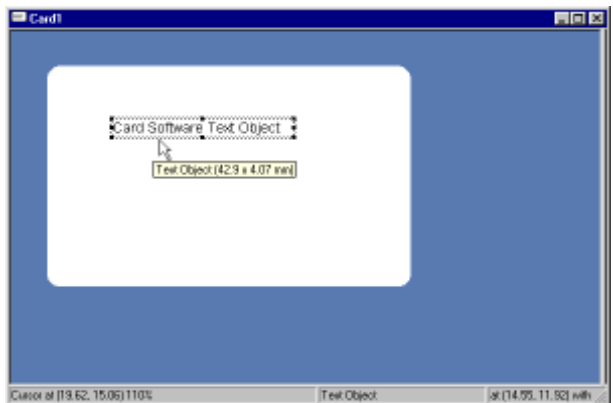 Card1
Card Software Text Object
Text Object (42.9 x 4.07 mm)
Cursor at (19.62, 15.06) 110%
Text Object
at (14.55, 11.92) with